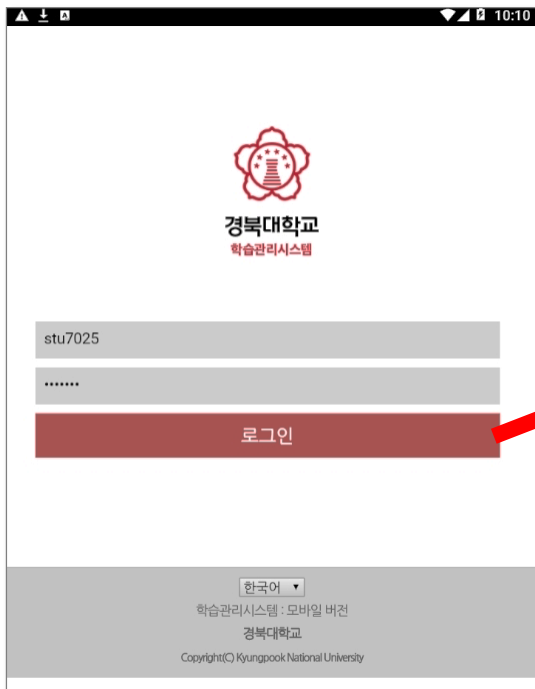 10:10
경북대학교
학습관리시스템
stu7025
•••••••
로그인
한국어 ▼
학습관리시스템 : 모바일 버전
경북대학교
Copyright(C) Kyungpook National University